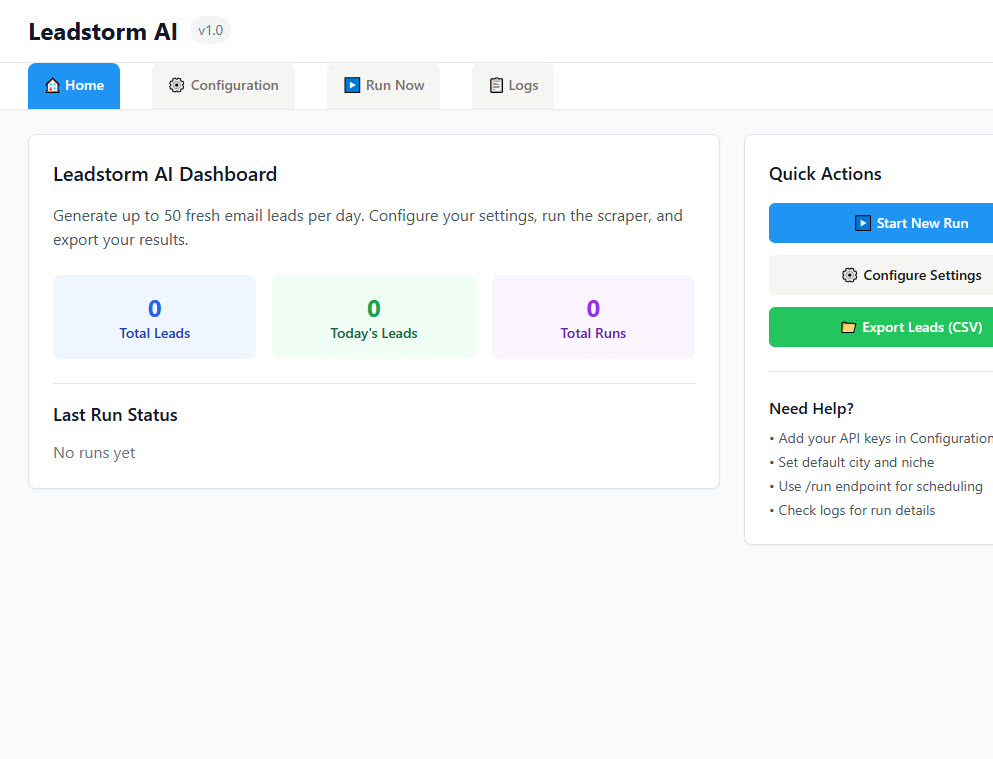 Leadstorm AI v1.0
Home Configuration Run Now Logs
Leadstorm AI Dashboard
Generate up to 50 fresh email leads per day. Configure your settings, run the scraper, and
export your results.
0
Total Leads
0
Today's Leads
0
Total Runs
Last Run Status
No runs yet
Quick Actions
Start New Run
Configure Settings
Export Leads (CSV)
Need Help?
• Add your API keys in Configuration
• Set default city and niche
• Use /run endpoint for scheduling
• Check logs for run details